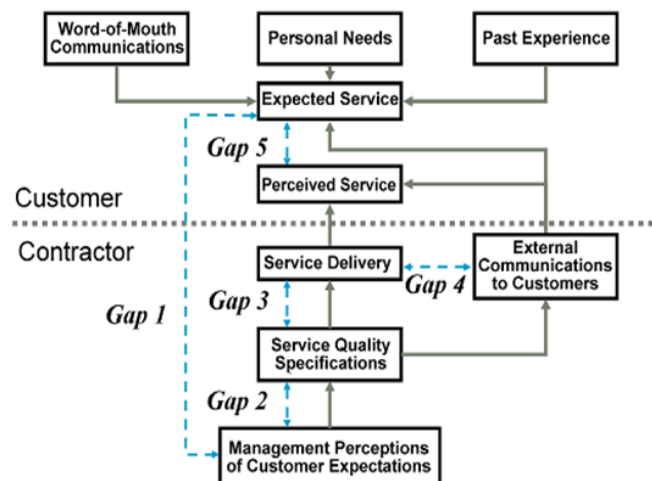 Word-of-Mouth
Communications
Personal Needs
Past Experience
Expected Service
Gap 5
Perceived Service
Customer
Contractor
Service Delivery
External
Communications
to Customers
Gap 4
Gap 3
Gap 1
Service Quality
Specifications
Gap 2
Management Perceptions
of Customer Expectations